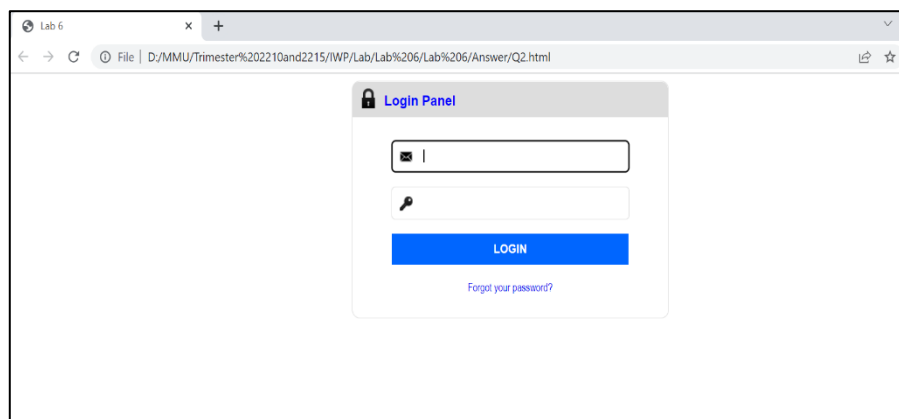 Lab 6
File | D:/MMU/Trimester%202210and2215/IWP/Lab/Lab%206/Lab%206/Answer/Q2.html
Login Panel
LOGIN
Forgot your password?